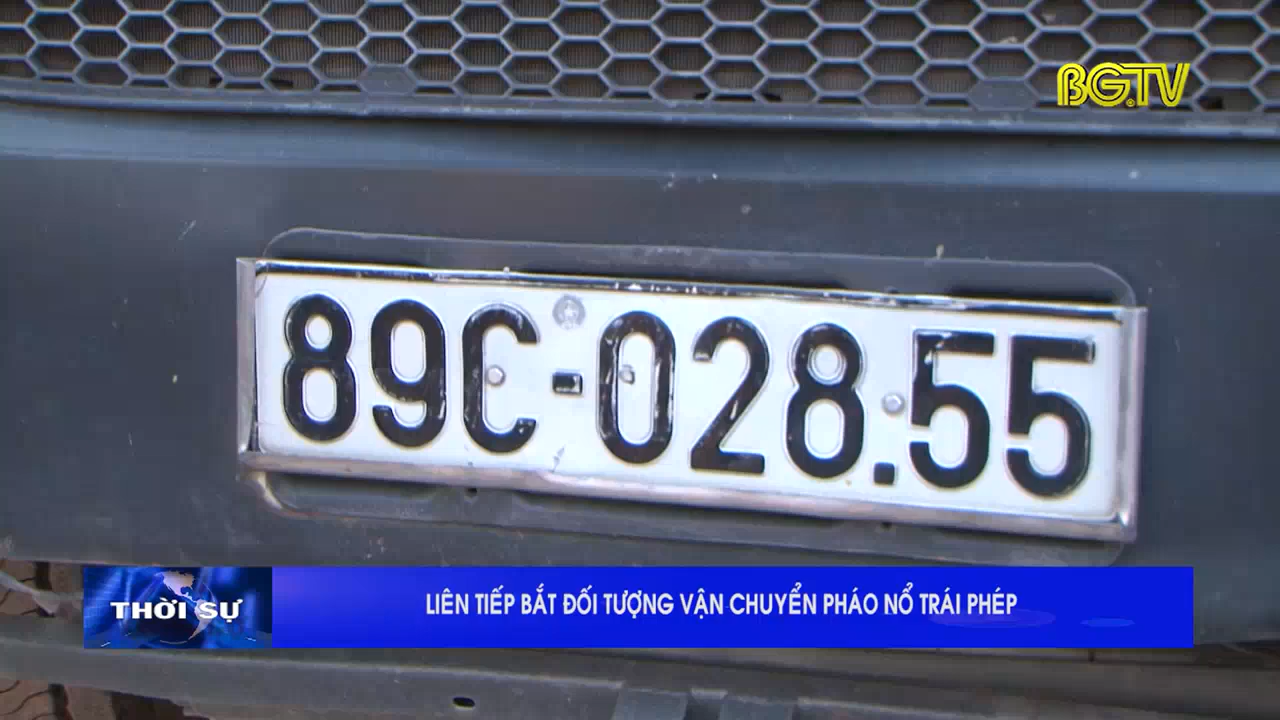 BGTV
89C-028.55
THỜI SỰ
LIÊN TIẾP BẮT ĐỐI TƯỢNG VẬN CHUYỂN PHÁO NỔ TRÁI PHÉP